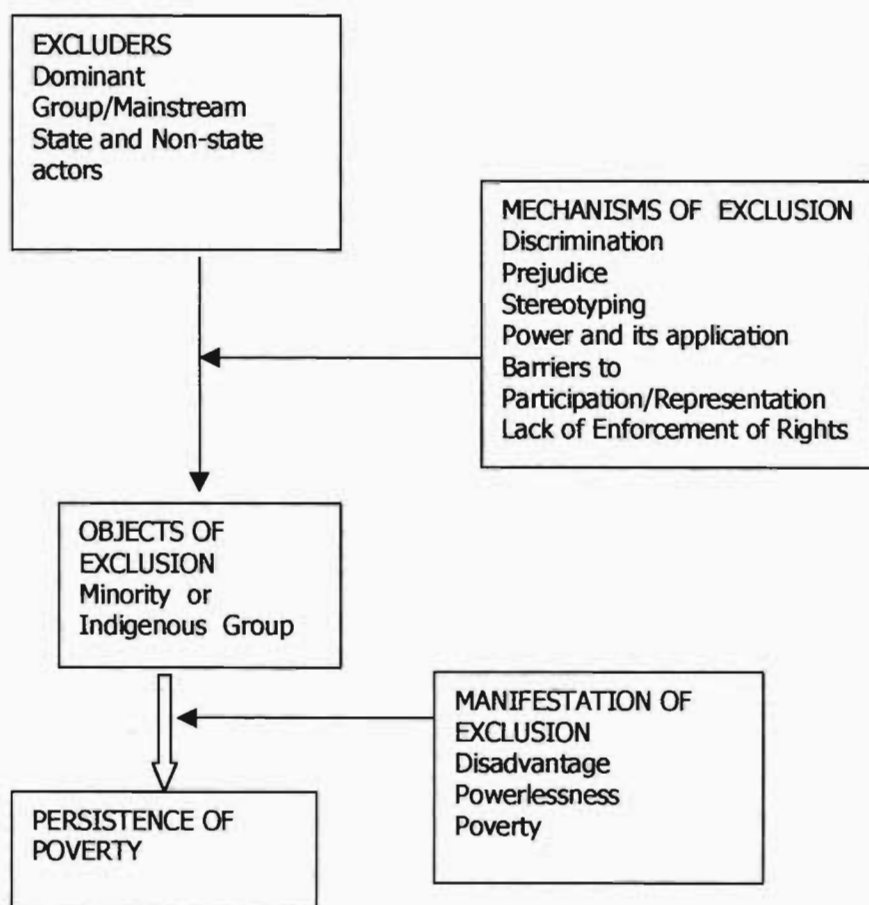 EXCLUDERS
Dominant
Group/Mainstream
State and Non-state
actors
MECHANISMS OF EXCLUSION
Discrimination
Prejudice
Stereotyping
Power and its application
Barriers to
Participation/Representation
Lack of Enforcement of Rights
OBJECTS OF
EXCLUSION
Minority or
Indigenous Group
MANIFESTATION OF
EXCLUSION
Disadvantage
Powerlessness
Poverty
PERSISTENCE OF
POVERTY